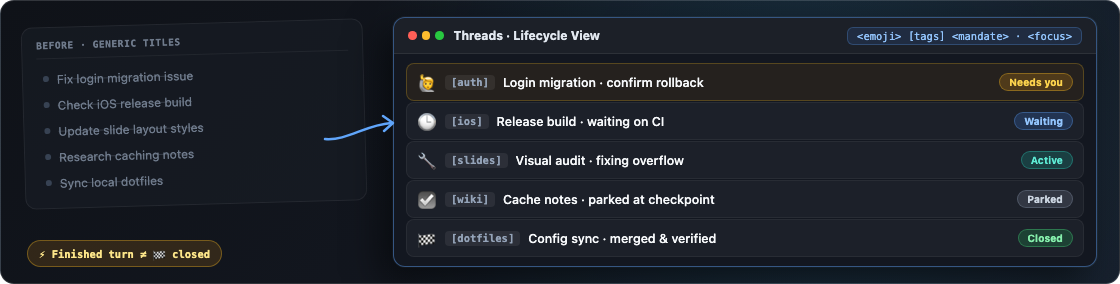 BEFORE · GENERIC TITLES
Fix login migration issue
Check iOS release build
Update slide layout styles
Research caching notes
Sync local dotfiles
⚡ Finished turn ≠ 🏁 closed
Threads · Lifecycle View
<emoji> [tags] <mandate> · <focus>
🙋 [auth] Login migration · confirm rollback Needs you
🕒 [ios] Release build · waiting on CI Waiting
🔧 [slides] Visual audit · fixing overflow Active
☑️ [wiki] Cache notes · parked at checkpoint Parked
🏁 [dotfiles] Config sync · merged & verified Closed